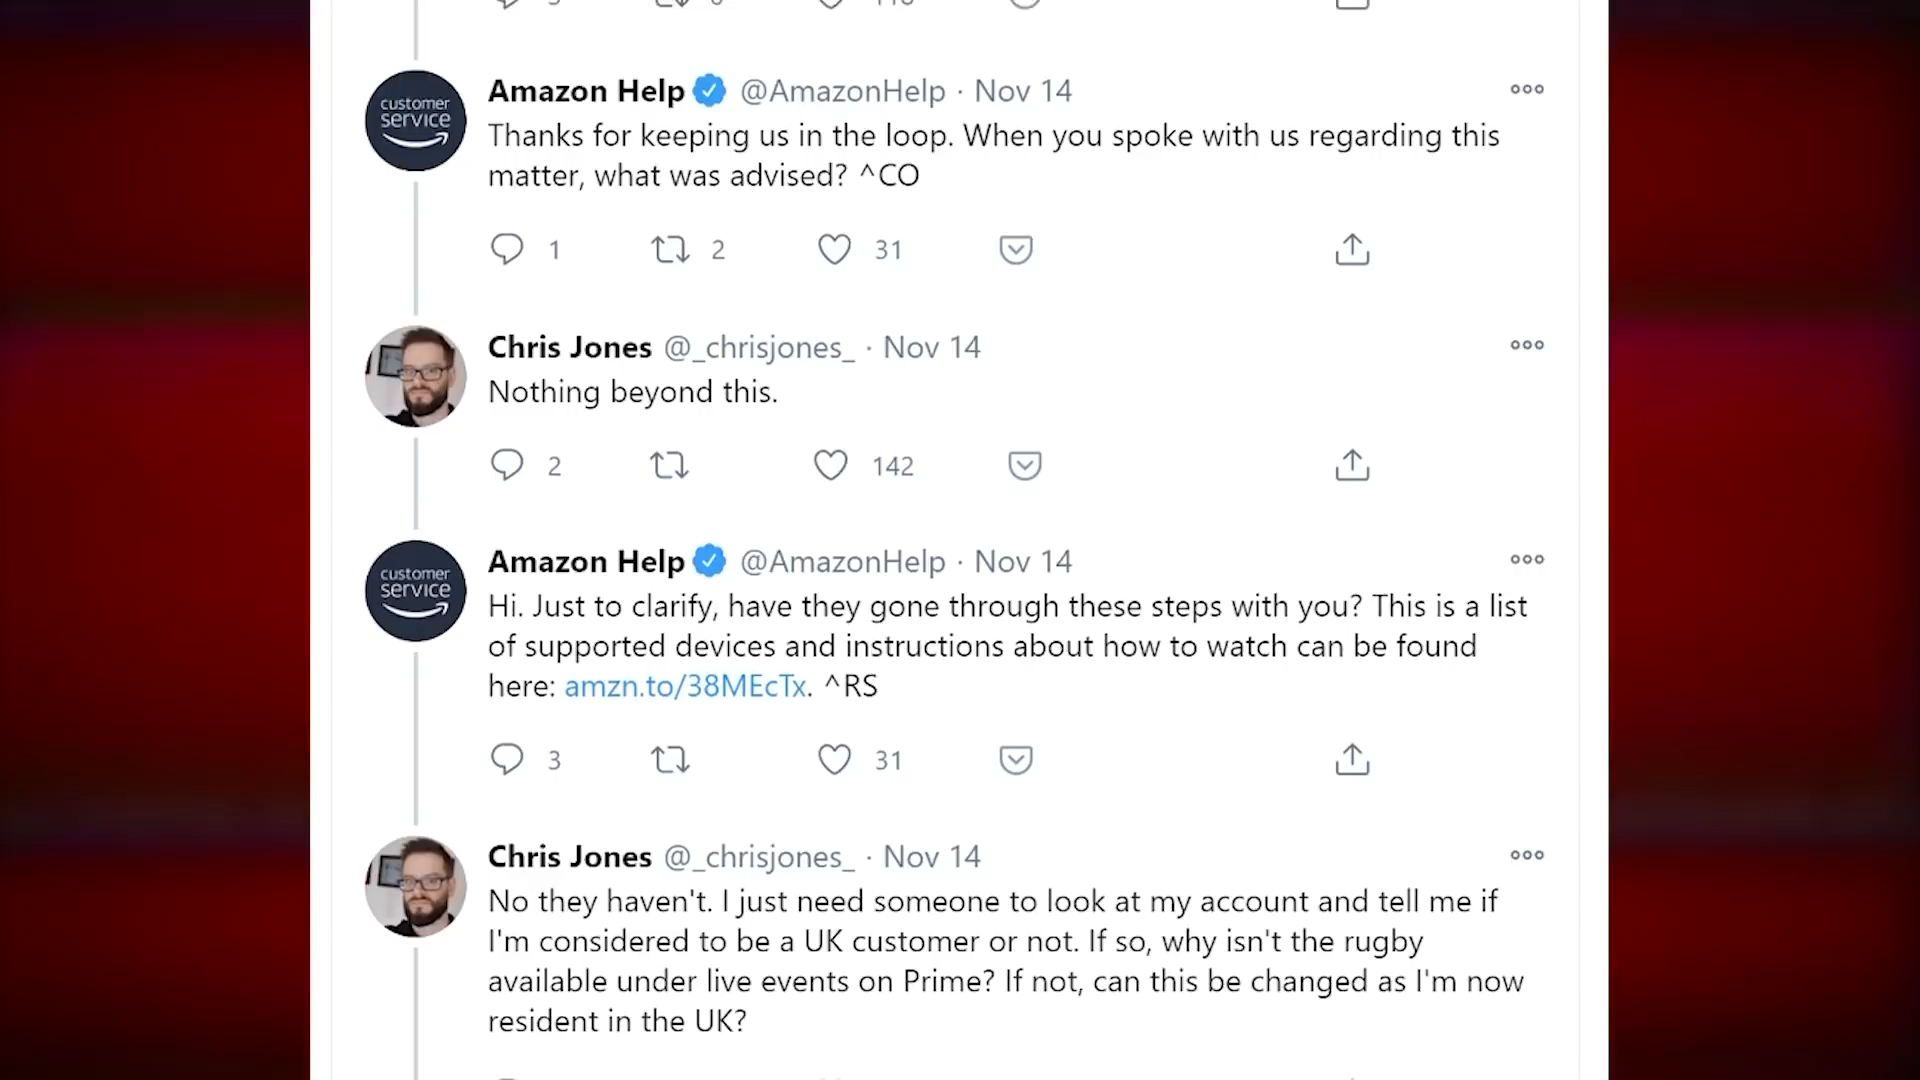 Amazon Help @AmazonHelp · Nov 14
customer
service
Thanks for keeping us in the loop. When you spoke with us regarding this
matter, what was advised? ^CO
1 2 31
Chris Jones @_chrisjones_ · Nov 14
Nothing beyond this.
2 142
Amazon Help @AmazonHelp · Nov 14
customer
service
Hi. Just to clarify, have they gone through these steps with you? This is a list
of supported devices and instructions about how to watch can be found
here: amzn.to/38MEcTx. ^RS
3 31
Chris Jones @_chrisjones_ · Nov 14
No they haven't. I just need someone to look at my account and tell me if
I'm considered to be a UK customer or not. If so, why isn't the rugby
available under live events on Prime? If not, can this be changed as I'm now
resident in the UK?